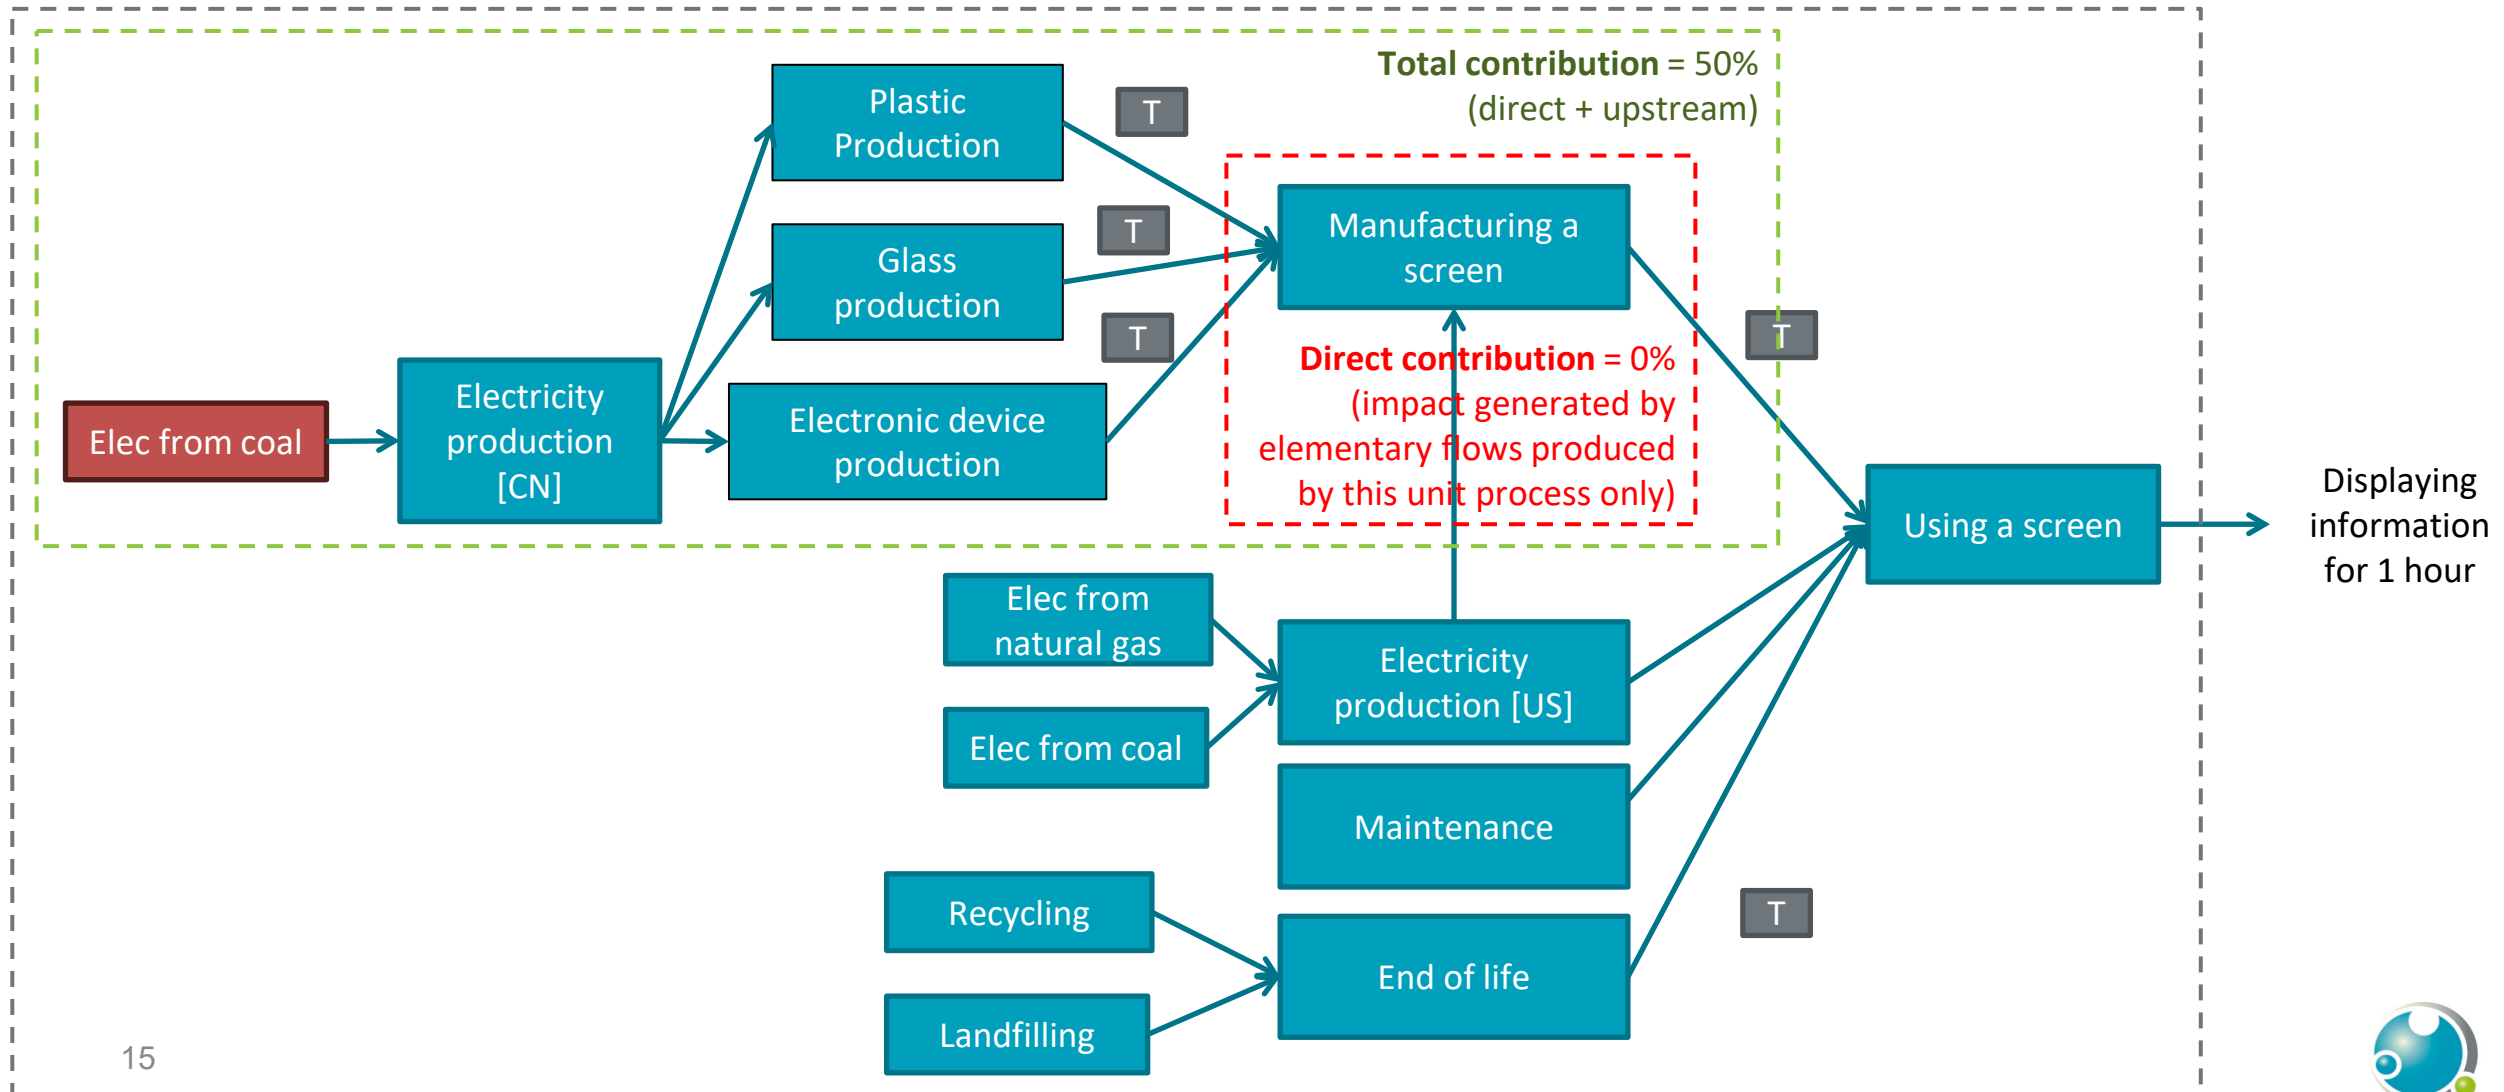 Total contribution = 50%
(direct + upstream)
Plastic
Production
T
Glass
production
T
Manufacturing a
screen
T
T
Elec from coal
Electricity
production
[CN]
Electronic device
production
Direct contribution = 0%
(impact generated by
elementary flows produced
by this unit process only)
Using a screen
Displaying
information
for 1 hour
Elec from
natural gas
Elec from coal
Electricity
production [US]
Maintenance
Recycling
Landfilling
End of life
T
15